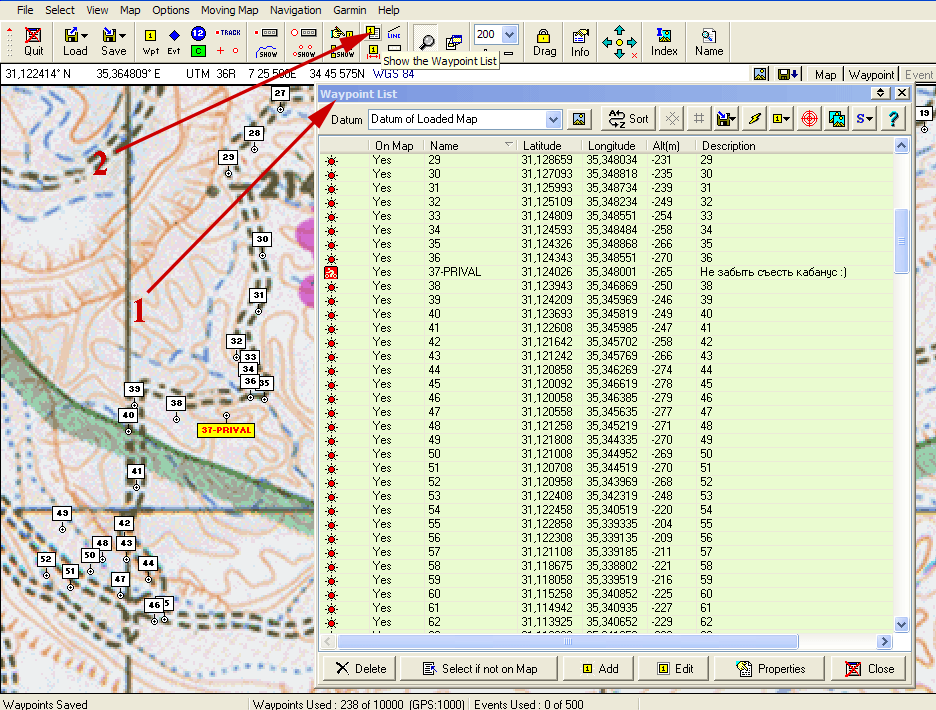 File Select View Map Options Moving Map Navigation Garmin Help
Quit Load Save Wpt Evt 12 C TRACK SHOW SHOW SHOW LINE 200 Drag Info Index Name
Show the Waypoint List
31,122414° N 35,364809° E UTM 36R 7 25 500E 34 45 575N WGS 84 Map Waypoint Event
Waypoint List
Datum Datum of Loaded Map Sort
On Map Name Latitude Longitude Alt(m) Description
Yes 29 31,128659 35,348034 -231 29
Yes 30 31,127093 35,348818 -235 30
Yes 31 31,125993 35,348734 -239 31
Yes 32 31,125109 35,348234 -249 32
Yes 33 31,124809 35,348551 -254 33
Yes 34 31,124593 35,348484 -258 34
Yes 35 31,124326 35,348868 -266 35
Yes 36 31,124343 35,348551 -270 36
Yes 37-PRIVAL 31,124026 35,348001 -265 Не забыть съесть кабанус :)
Yes 38 31,123943 35,346869 -250 38
Yes 39 31,124209 35,345969 -246 39
Yes 40 31,123693 35,345819 -249 40
Yes 41 31,122608 35,345985 -247 41
Yes 42 31,121642 35,345702 -258 42
Yes 43 31,121242 35,345769 -266 43
Yes 44 31,120858 35,346269 -274 44
Yes 45 31,120092 35,346619 -278 45
Yes 46 31,120058 35,346385 -279 46
Yes 47 31,120558 35,345635 -277 47
Yes 48 31,121258 35,345219 -271 48
Yes 49 31,121808 35,344335 -270 49
Yes 50 31,121008 35,344952 -269 50
Yes 51 31,120708 35,344519 -270 51
Yes 52 31,120958 35,343969 -268 52
Yes 53 31,122408 35,342319 -248 53
Yes 54 31,122458 35,340519 -220 54
Yes 55 31,122858 35,339335 -204 55
Yes 56 31,122308 35,339135 -209 56
Yes 57 31,121108 35,339185 -211 57
Yes 58 31,118675 35,338802 -221 58
Yes 59 31,118058 35,339519 -216 59
Yes 60 31,115258 35,340852 -225 60
Yes 61 31,114942 35,340935 -227 61
Yes 62 31,113925 35,340652 -229 62
Delete Select if not on Map Add Edit Properties Close
27
28
29
2
214
30
31
1
32
33
34
36 35
39
38
40
37-PRIVAL
41
49
42
48 43
50
52
44
51
47
46 5
19
Waypoints Saved Waypoints Used : 238 of 10000 (GPS:1000) Events Used : 0 of 500